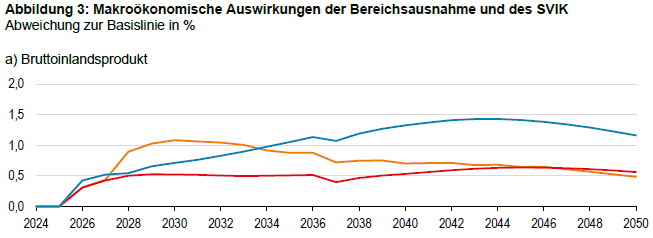 Abbildung 3: Makroökonomische Auswirkungen der Bereichsausnahme und des SVIK
Abweichung zur Basislinie in %
a) Bruttoinlandsprodukt
2,0
1,5
1,0
0,5
0,0
2024 2026 2028 2030 2032 2034 2036 2038 2040 2042 2044 2046 2048 2050